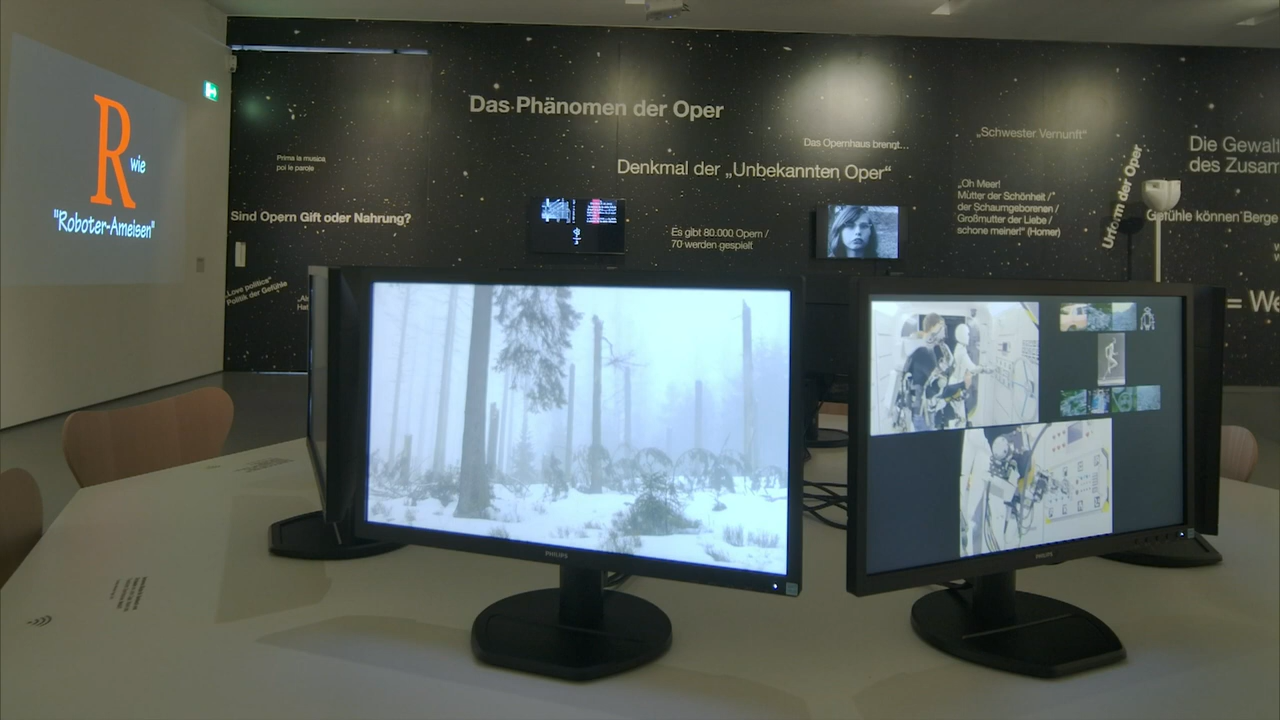 R
wie
"Roboter-Ameisen"
Das Phänomen der Oper
Prima la musica
poi le parole
Denkmal der „Unbekannten Oper“
Das Opernhaus brengt...
„Schwester Vernunft“
Die Gewalt
des Zusam
Sind Opern Gift oder Nahrung?
Es gibt 80.000 Opern /
70 werden gespielt
„Oh Meer!
Mutter der Schönheit /
der Schaumgeborenen /
Großmutter der Liebe /
schone meiner!“ (Homer)
Urform der Oper
Gefühle können Berge
„Love politics“
Politik der Gefühle
= We
PHILIPS
PHILIPS